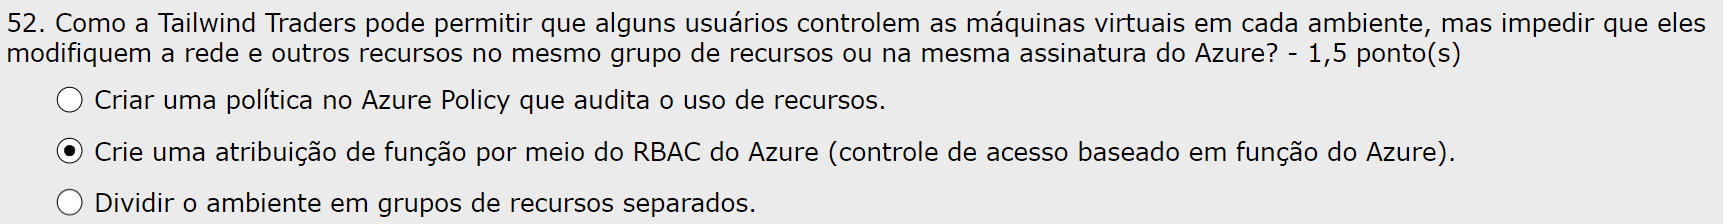 52. Como a Tailwind Traders pode permitir que alguns usuários controlem as máquinas virtuais em cada ambiente, mas impedir que eles
modifiquem a rede e outros recursos no mesmo grupo de recursos ou na mesma assinatura do Azure? - 1,5 ponto(s)
Criar uma política no Azure Policy que audita o uso de recursos.
Crie uma atribuição de função por meio do RBAC do Azure (controle de acesso baseado em função do Azure).
Dividir o ambiente em grupos de recursos separados.